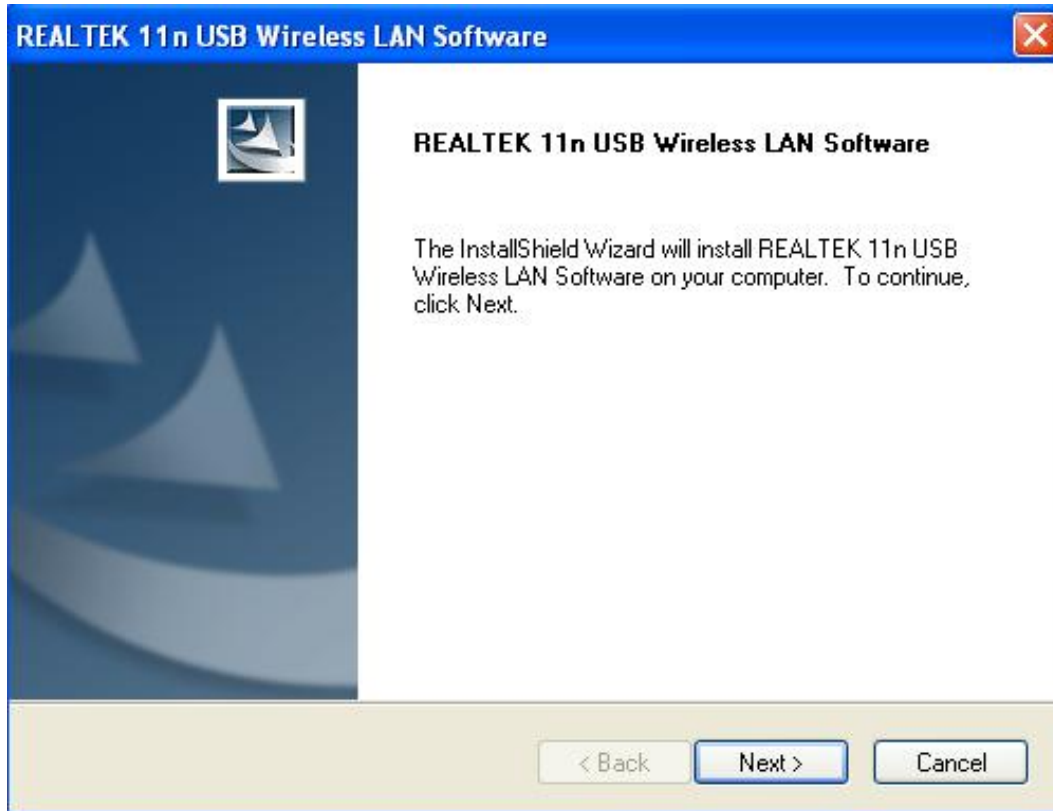 REALTEK 11n USB Wireless LAN Software
REALTEK 11n USB Wireless LAN Software
The InstallShield Wizard will install REALTEK 11n USB
Wireless LAN Software on your computer.  To continue,
click Next.
< Back
Next >
Cancel